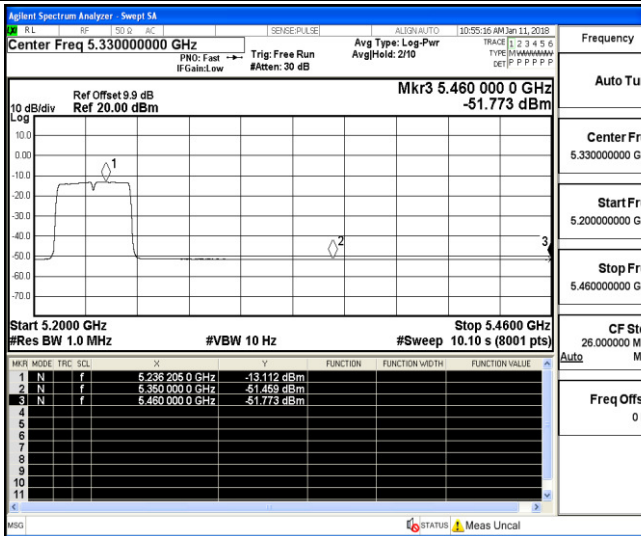 Agilent Spectrum Analyzer - Swept SA
RL RF 50 Ω AC SENSE:PULSE ALIGN AUTO 10:55:16 AM Jan 11, 2018
Center Freq 5.330000000 GHz
PNO: Fast
IFGain:Low
Trig: Free Run
#Atten: 30 dB
Avg Type: Log-Pwr
Avg|Hold: 2/10
TRACE 1 2 3 4 5 6
TYPE MWWWWW
DET P P P P P P
Frequency
Ref Offset 9.9 dB
10 dB/div Ref 20.00 dBm
Log
Mkr3 5.460 000 0 GHz
-51.773 dBm
10.0
0.00
-10.0
-20.0
-30.0
-40.0
-50.0
-60.0
-70.0
1
2
3
Start 5.2000 GHz Stop 5.4600 GHz
#Res BW 1.0 MHz #VBW 10 Hz #Sweep 10.10 s (8001 pts)
MKR MODE TRC SCL X Y FUNCTION FUNCTION WIDTH FUNCTION VALUE
1 N f 5.236 205 0 GHz -13.112 dBm
2 N f 5.350 000 0 GHz -51.459 dBm
3 N f 5.460 000 0 GHz -51.773 dBm
4
5
6
7
8
9
10
11
Auto Tu
Center Fr
5.330000000 G
Start Fr
5.200000000 G
Stop Fr
5.460000000 G
CF St
26.000000 M
Auto M
Freq Offs
0
MSG STATUS Meas Uncal